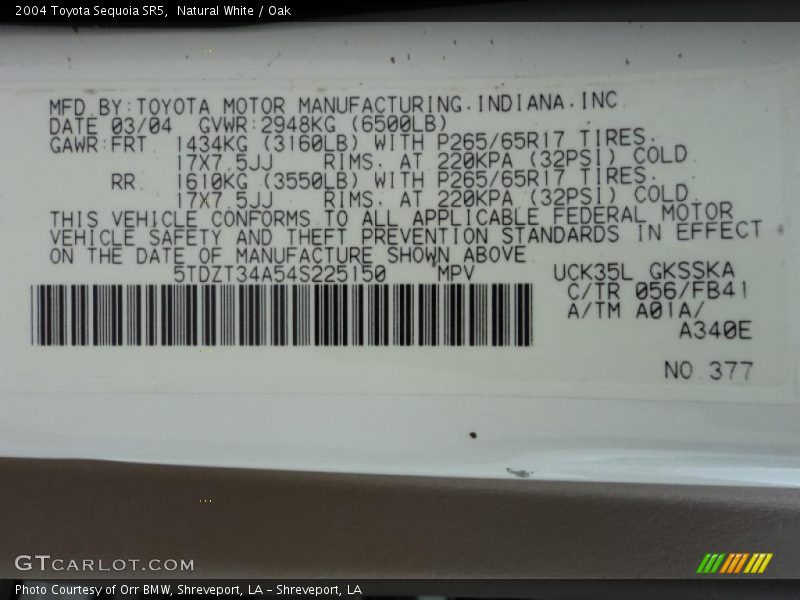 2004 Toyota Sequoia SR5,  Natural White / Oak
MFD.BY:TOYOTA MOTOR MANUFACTURING.INDIANA.INC
DATE 03/04 GVWR:2948KG (6500LB)
GAWR:FRT 1434KG (3160LB) WITH P265/65R17 TIRES.
17X7.5JJ RIMS. AT 220KPA (32PSI) COLD
RR. 1610KG (3550LB) WITH P265/65R17 TIRES.
17X7.5JJ RIMS. AT 220KPA (32PSI) COLD.
THIS VEHICLE CONFORMS TO ALL APPLICABLE FEDERAL MOTOR
VEHICLE SAFETY AND THEFT PREVENTION STANDARDS IN EFFECT
ON THE DATE OF MANUFACTURE SHOWN ABOVE
5TDZT34A54S225150 MPV UCK35L GKSSKA
C/TR 056/FB41
A/TM A01A/
A340E
NO 377
GTCARLOT.COM
Photo Courtesy of Orr BMW, Shreveport, LA – Shreveport, LA